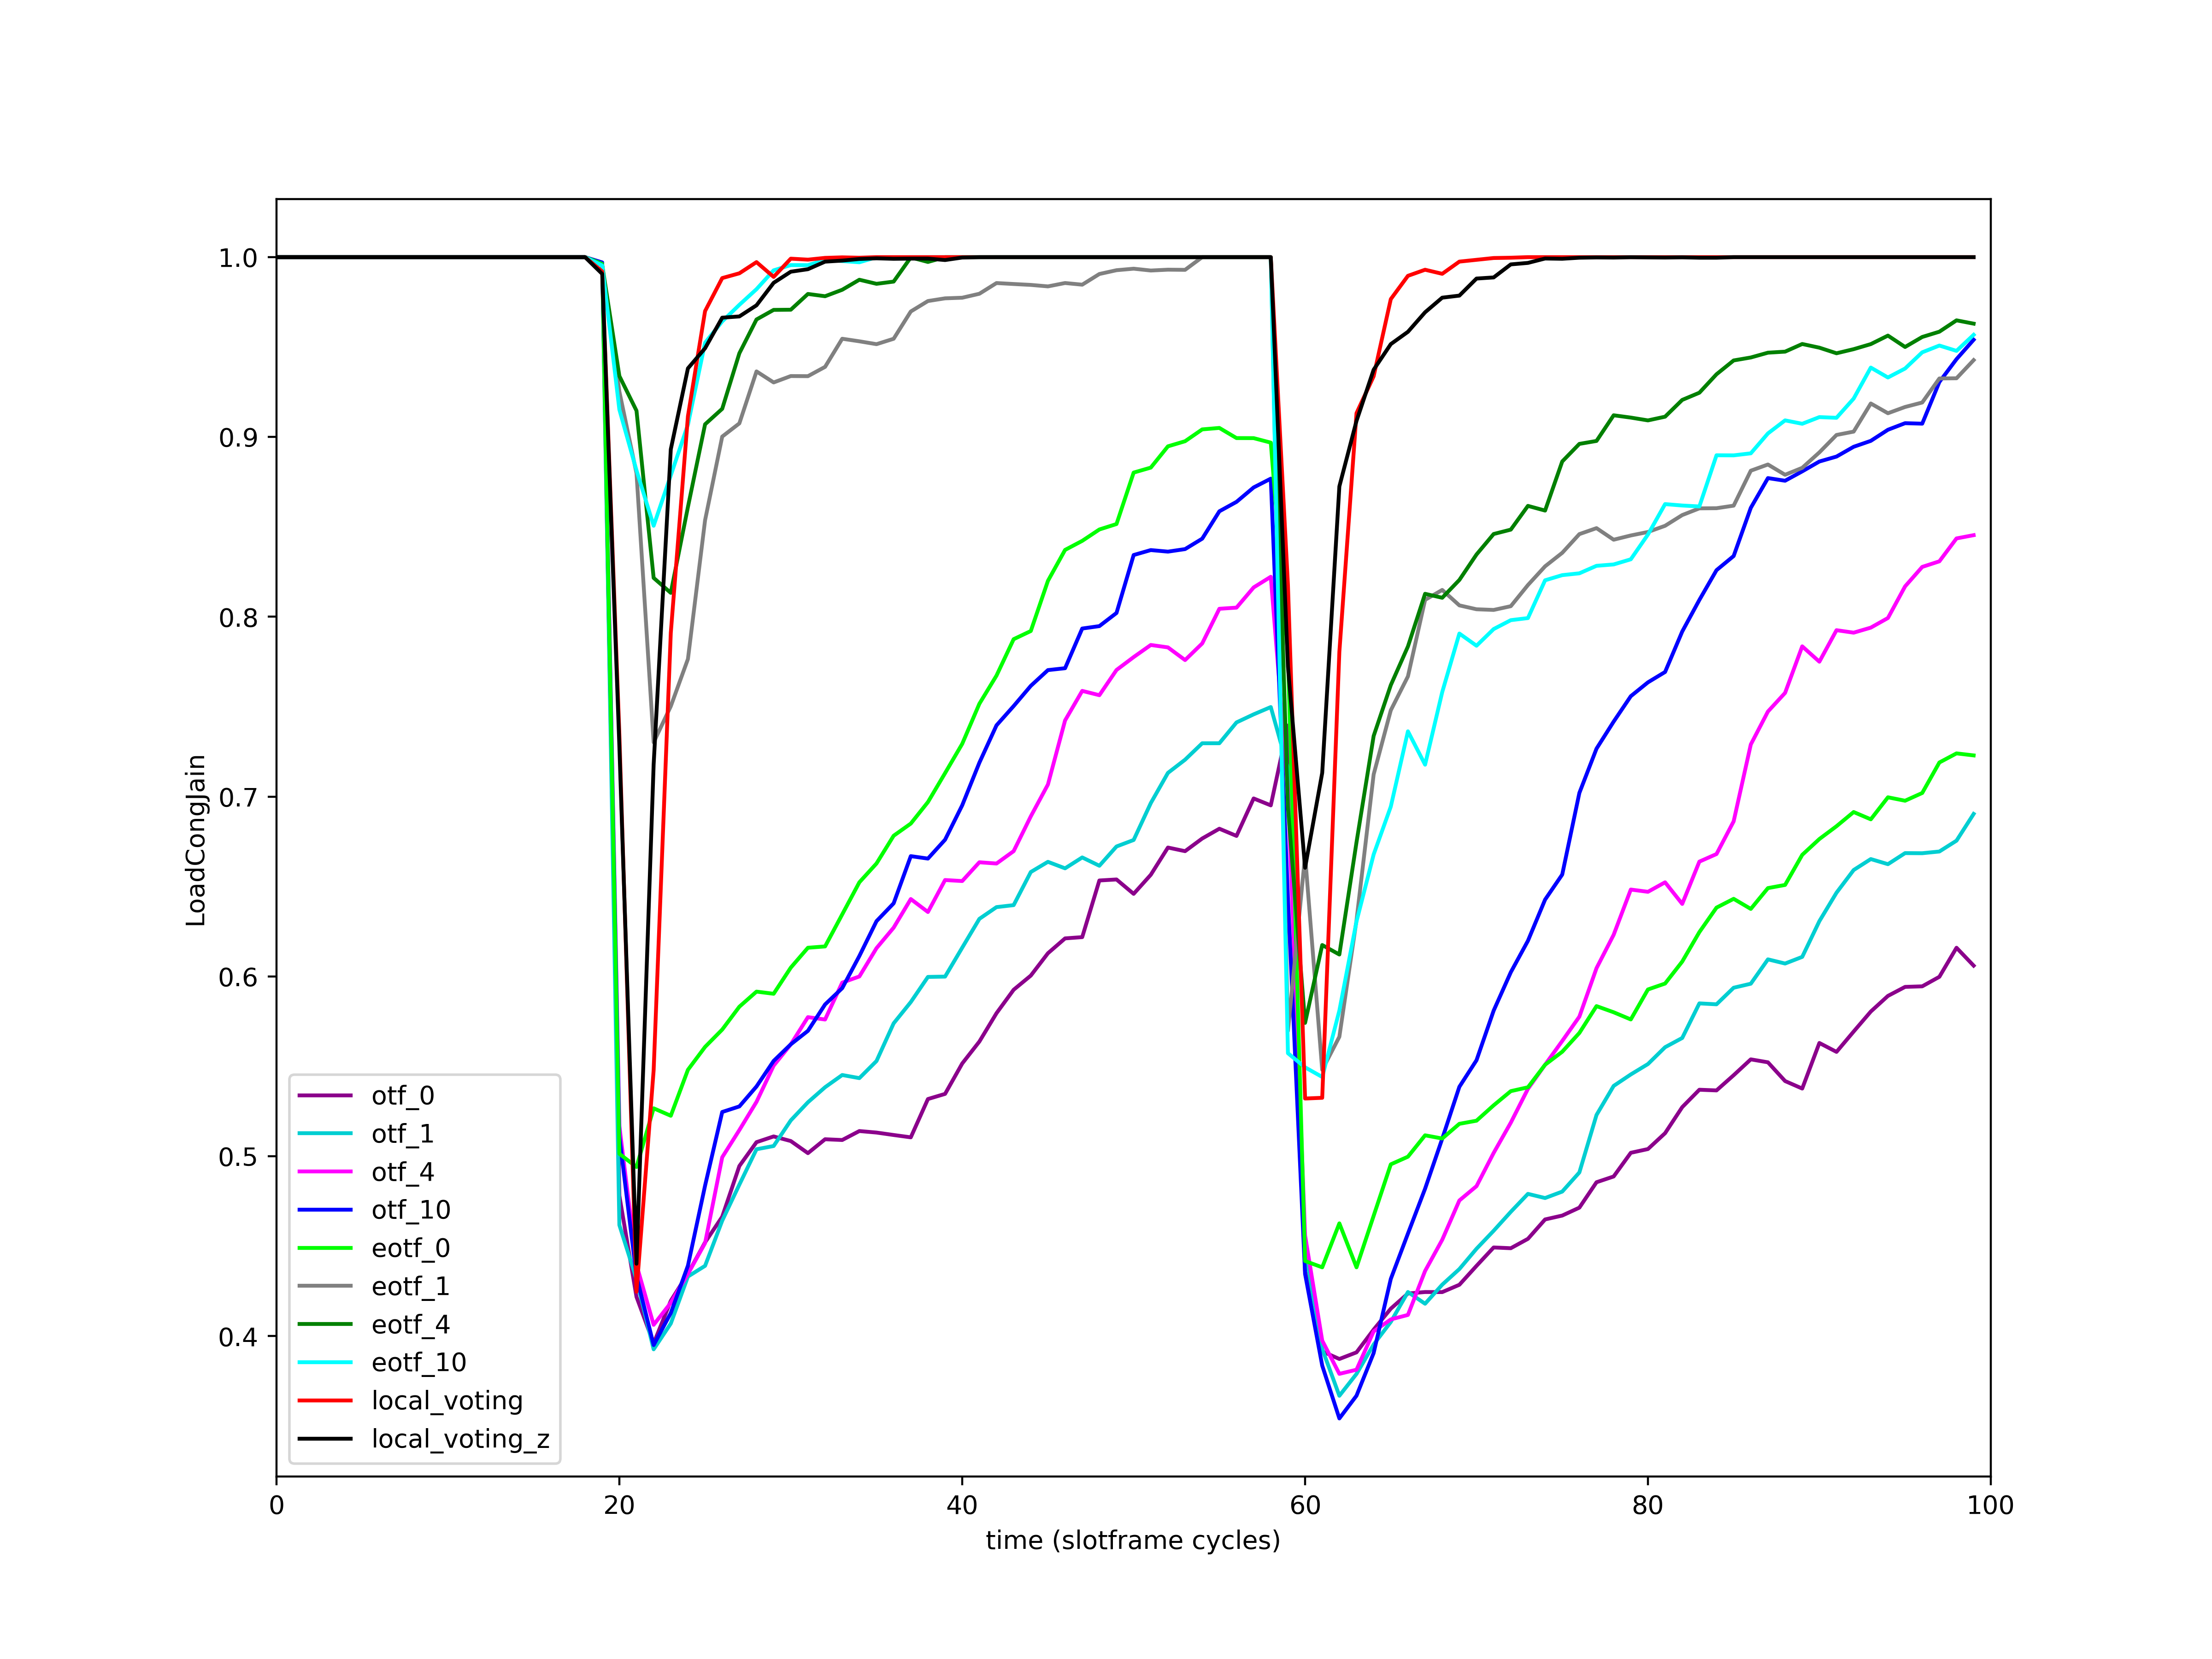 1.0
0.9
0.8
0.7
0.6
0.5
0.4
LoadCongJain
otf_0
otf_1
otf_4
otf_10
eotf_0
eotf_1
eotf_4
eotf_10
local_voting
local_voting_z
0 20 40 60 80 100
time (slotframe cycles)